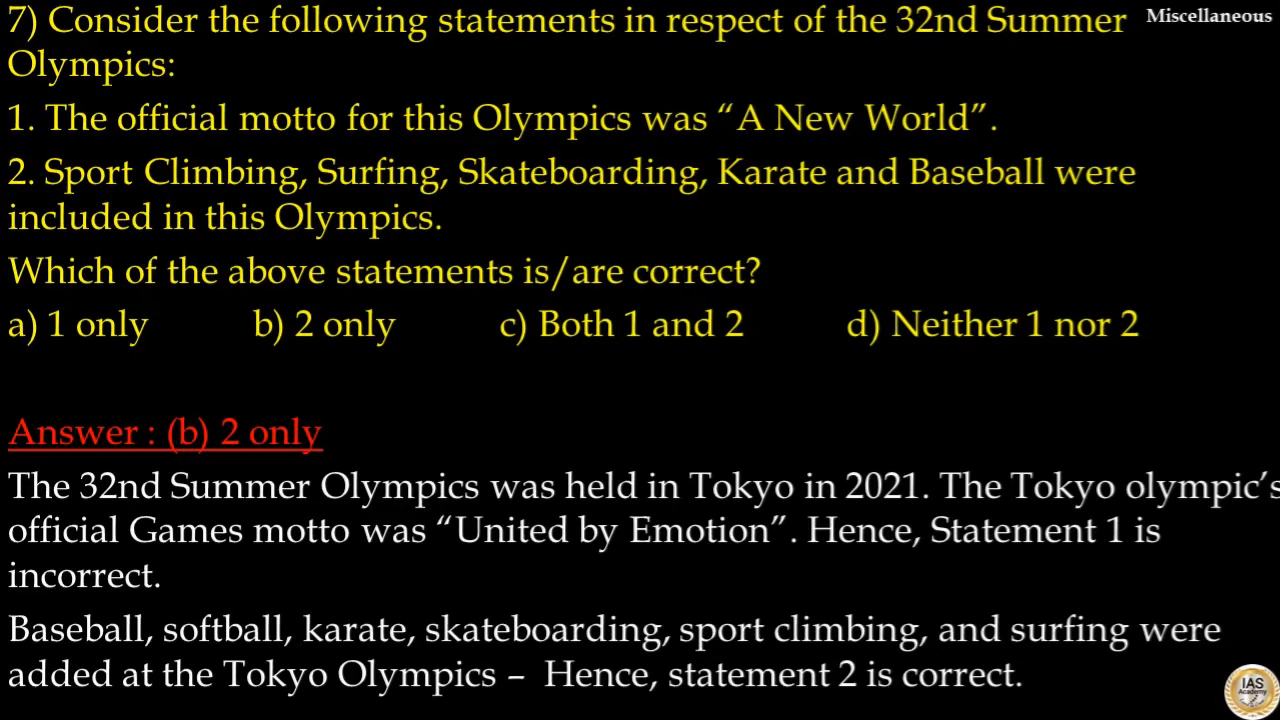 7) Consider the following statements in respect of the 32nd Summer
Miscellaneous
Olympics:
1. The official motto for this Olympics was “A New World”.
2. Sport Climbing, Surfing, Skateboarding, Karate and Baseball were
included in this Olympics.
Which of the above statements is/are correct?
a) 1 only b) 2 only c) Both 1 and 2 d) Neither 1 nor 2
Answer : (b) 2 only
The 32nd Summer Olympics was held in Tokyo in 2021. The Tokyo olympic’s
official Games motto was “United by Emotion”. Hence, Statement 1 is
incorrect.
Baseball, softball, karate, skateboarding, sport climbing, and surfing were
added at the Tokyo Olympics – Hence, statement 2 is correct.
IAS
Academy